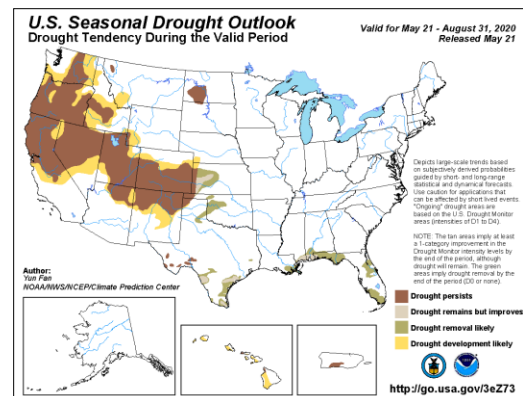 U.S. Seasonal Drought Outlook
Drought Tendency During the Valid Period
Valid for May 21 - August 31, 2020
Released May 21
Depicts large-scale trends based
on subjectively derived probabilities
guided by short- and long-range
statistical and dynamical forecasts.
Use caution for applications that
can be affected by short lived events.
"Ongoing" drought areas are
based on the U.S. Drought Monitor
areas (intensities of D1 to D4).
NOTE: The tan areas imply at least
a 1-category improvement in the
Drought Monitor intensity levels by
the end of the period, although
drought will remain. The green
areas imply drought removal by the
end of the period (D0 or none).
Author:
Yun Fan
NOAA/NWS/NCEP/Climate Prediction Center
Drought persists
Drought remains but improves
Drought removal likely
Drought development likely
http://go.usa.gov/3eZ73